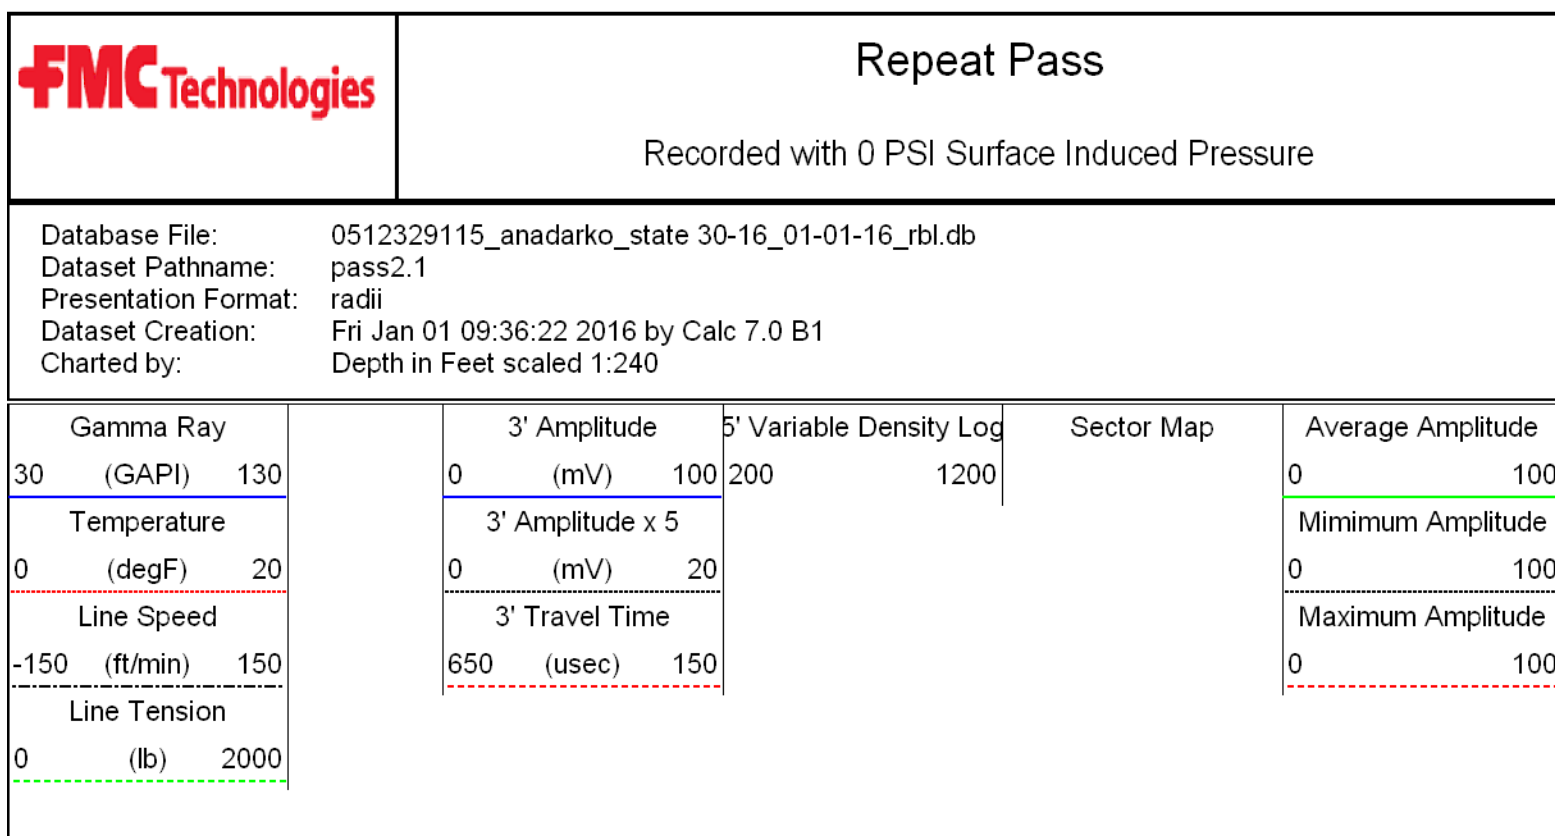 FMC Technologies
Repeat Pass
Recorded with 0 PSI Surface Induced Pressure
Database File: 0512329115_anadarko_state 30-16_01-01-16_rbl.db
Dataset Pathname: pass2.1
Presentation Format: radii
Dataset Creation: Fri Jan 01 09:36:22 2016 by Calc 7.0 B1
Charted by: Depth in Feet scaled 1:240
Gamma Ray
30 (GAPI) 130
Temperature
0 (degF) 20
Line Speed
-150 (ft/min) 150
Line Tension
0 (lb) 2000
3' Amplitude
0 (mV) 100
3' Amplitude x 5
0 (mV) 20
3' Travel Time
650 (usec) 150
5' Variable Density Log
200 1200
Sector Map
Average Amplitude
0 100
Mimimum Amplitude
0 100
Maximum Amplitude
0 100